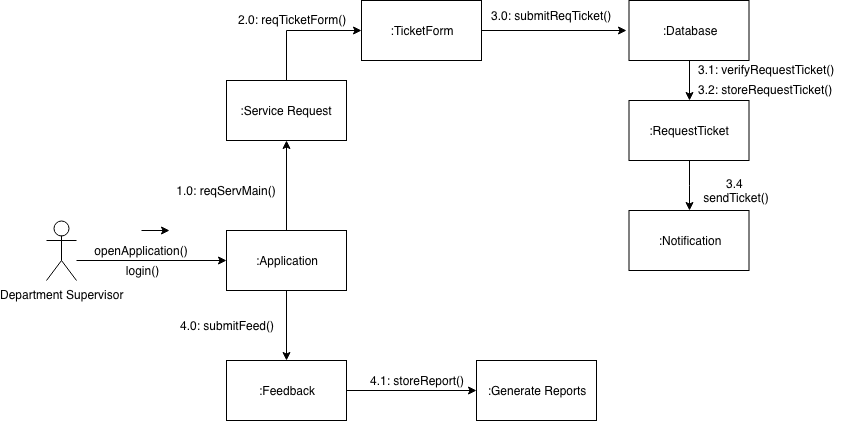 2.0: reqTicketForm()
:TicketForm
3.0: submitReqTicket()
:Database
3.1: verifyRequestTicket()
3.2: storeRequestTicket()
:Service Request
:RequestTicket
1.0: reqServMain()
3.4
sendTicket()
:Notification
openApplication()
login()
Department Supervisor
:Application
4.0: submitFeed()
:Feedback
4.1: storeReport()
:Generate Reports